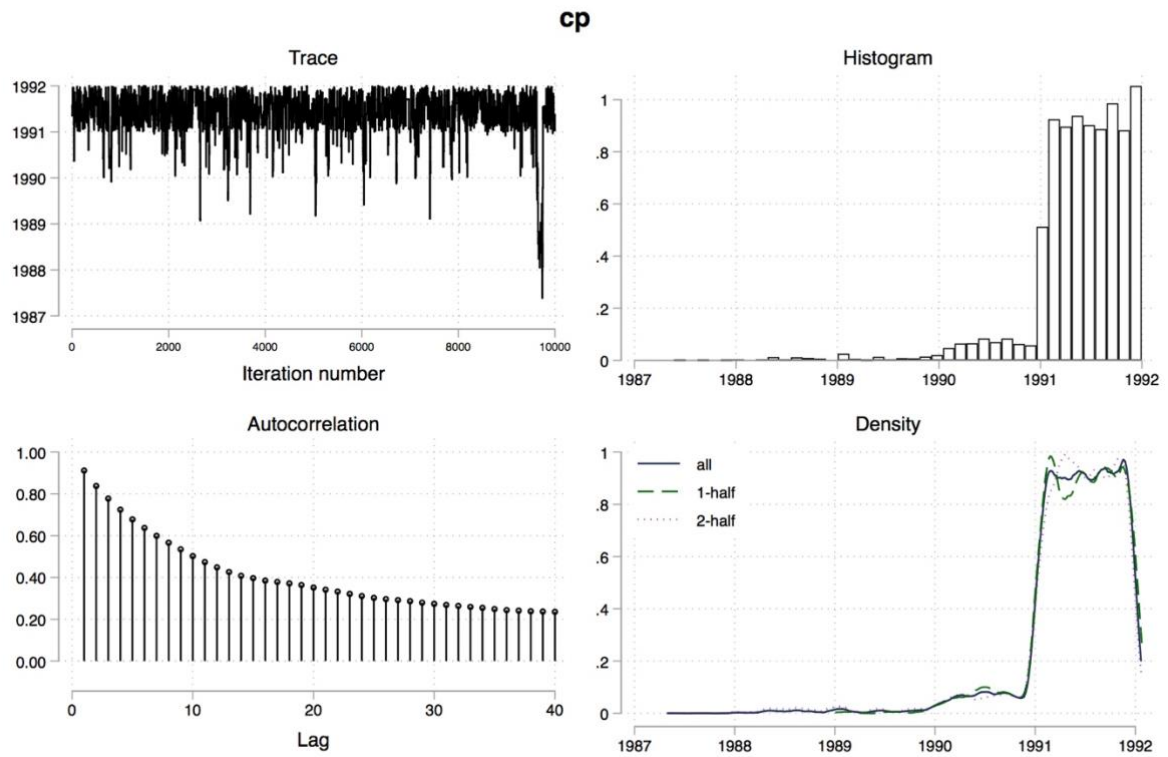 cp
Trace
1992
1991
1990
1989
1988
1987
0 2000 4000 6000 8000 10000
Iteration number
Histogram
1
.8
.6
.4
.2
0
1987 1988 1989 1990 1991 1992
Autocorrelation
1.00
0.80
0.60
0.40
0.20
0.00
0 10 20 30 40
Lag
Density
1
.8
.6
.4
.2
0
all
1-half
2-half
1987 1988 1989 1990 1991 1992